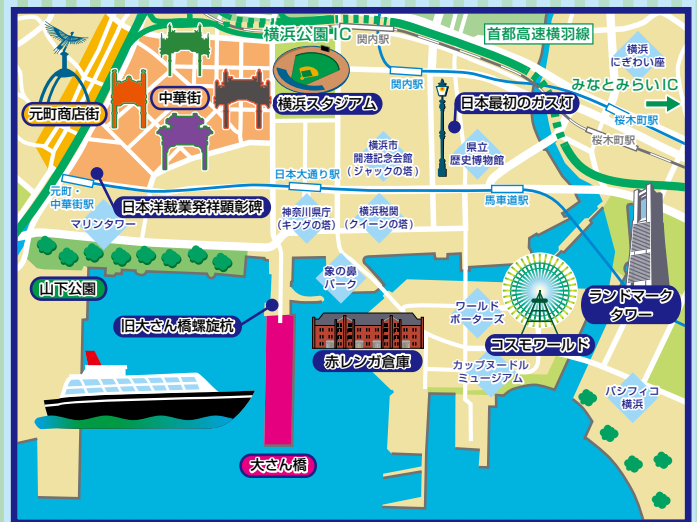 横浜公園 IC
関内駅
首都高速横羽線
横浜
にぎわい座
みなとみらいIC
関内駅
元町商店街
中華街
横浜スタジアム
日本最初のガス灯
桜木町駅
桜木町駅
横浜市
開港記念会館
(ジャックの塔)
県立
歴史博物館
日本大通り駅
元町・
中華街駅
馬車道駅
日本洋裁業発祥顕彰碑
マリンタワー
神奈川県庁
(キングの塔)
横浜税関
(クイーンの塔)
山下公園
象の鼻
パーク
ランドマーク
タワー
旧大さん橋螺旋杭
ワールド
ポーターズ
コスモワールド
赤レンガ倉庫
カップヌードル
ミュージアム
パシフィコ
横浜
大さん橋